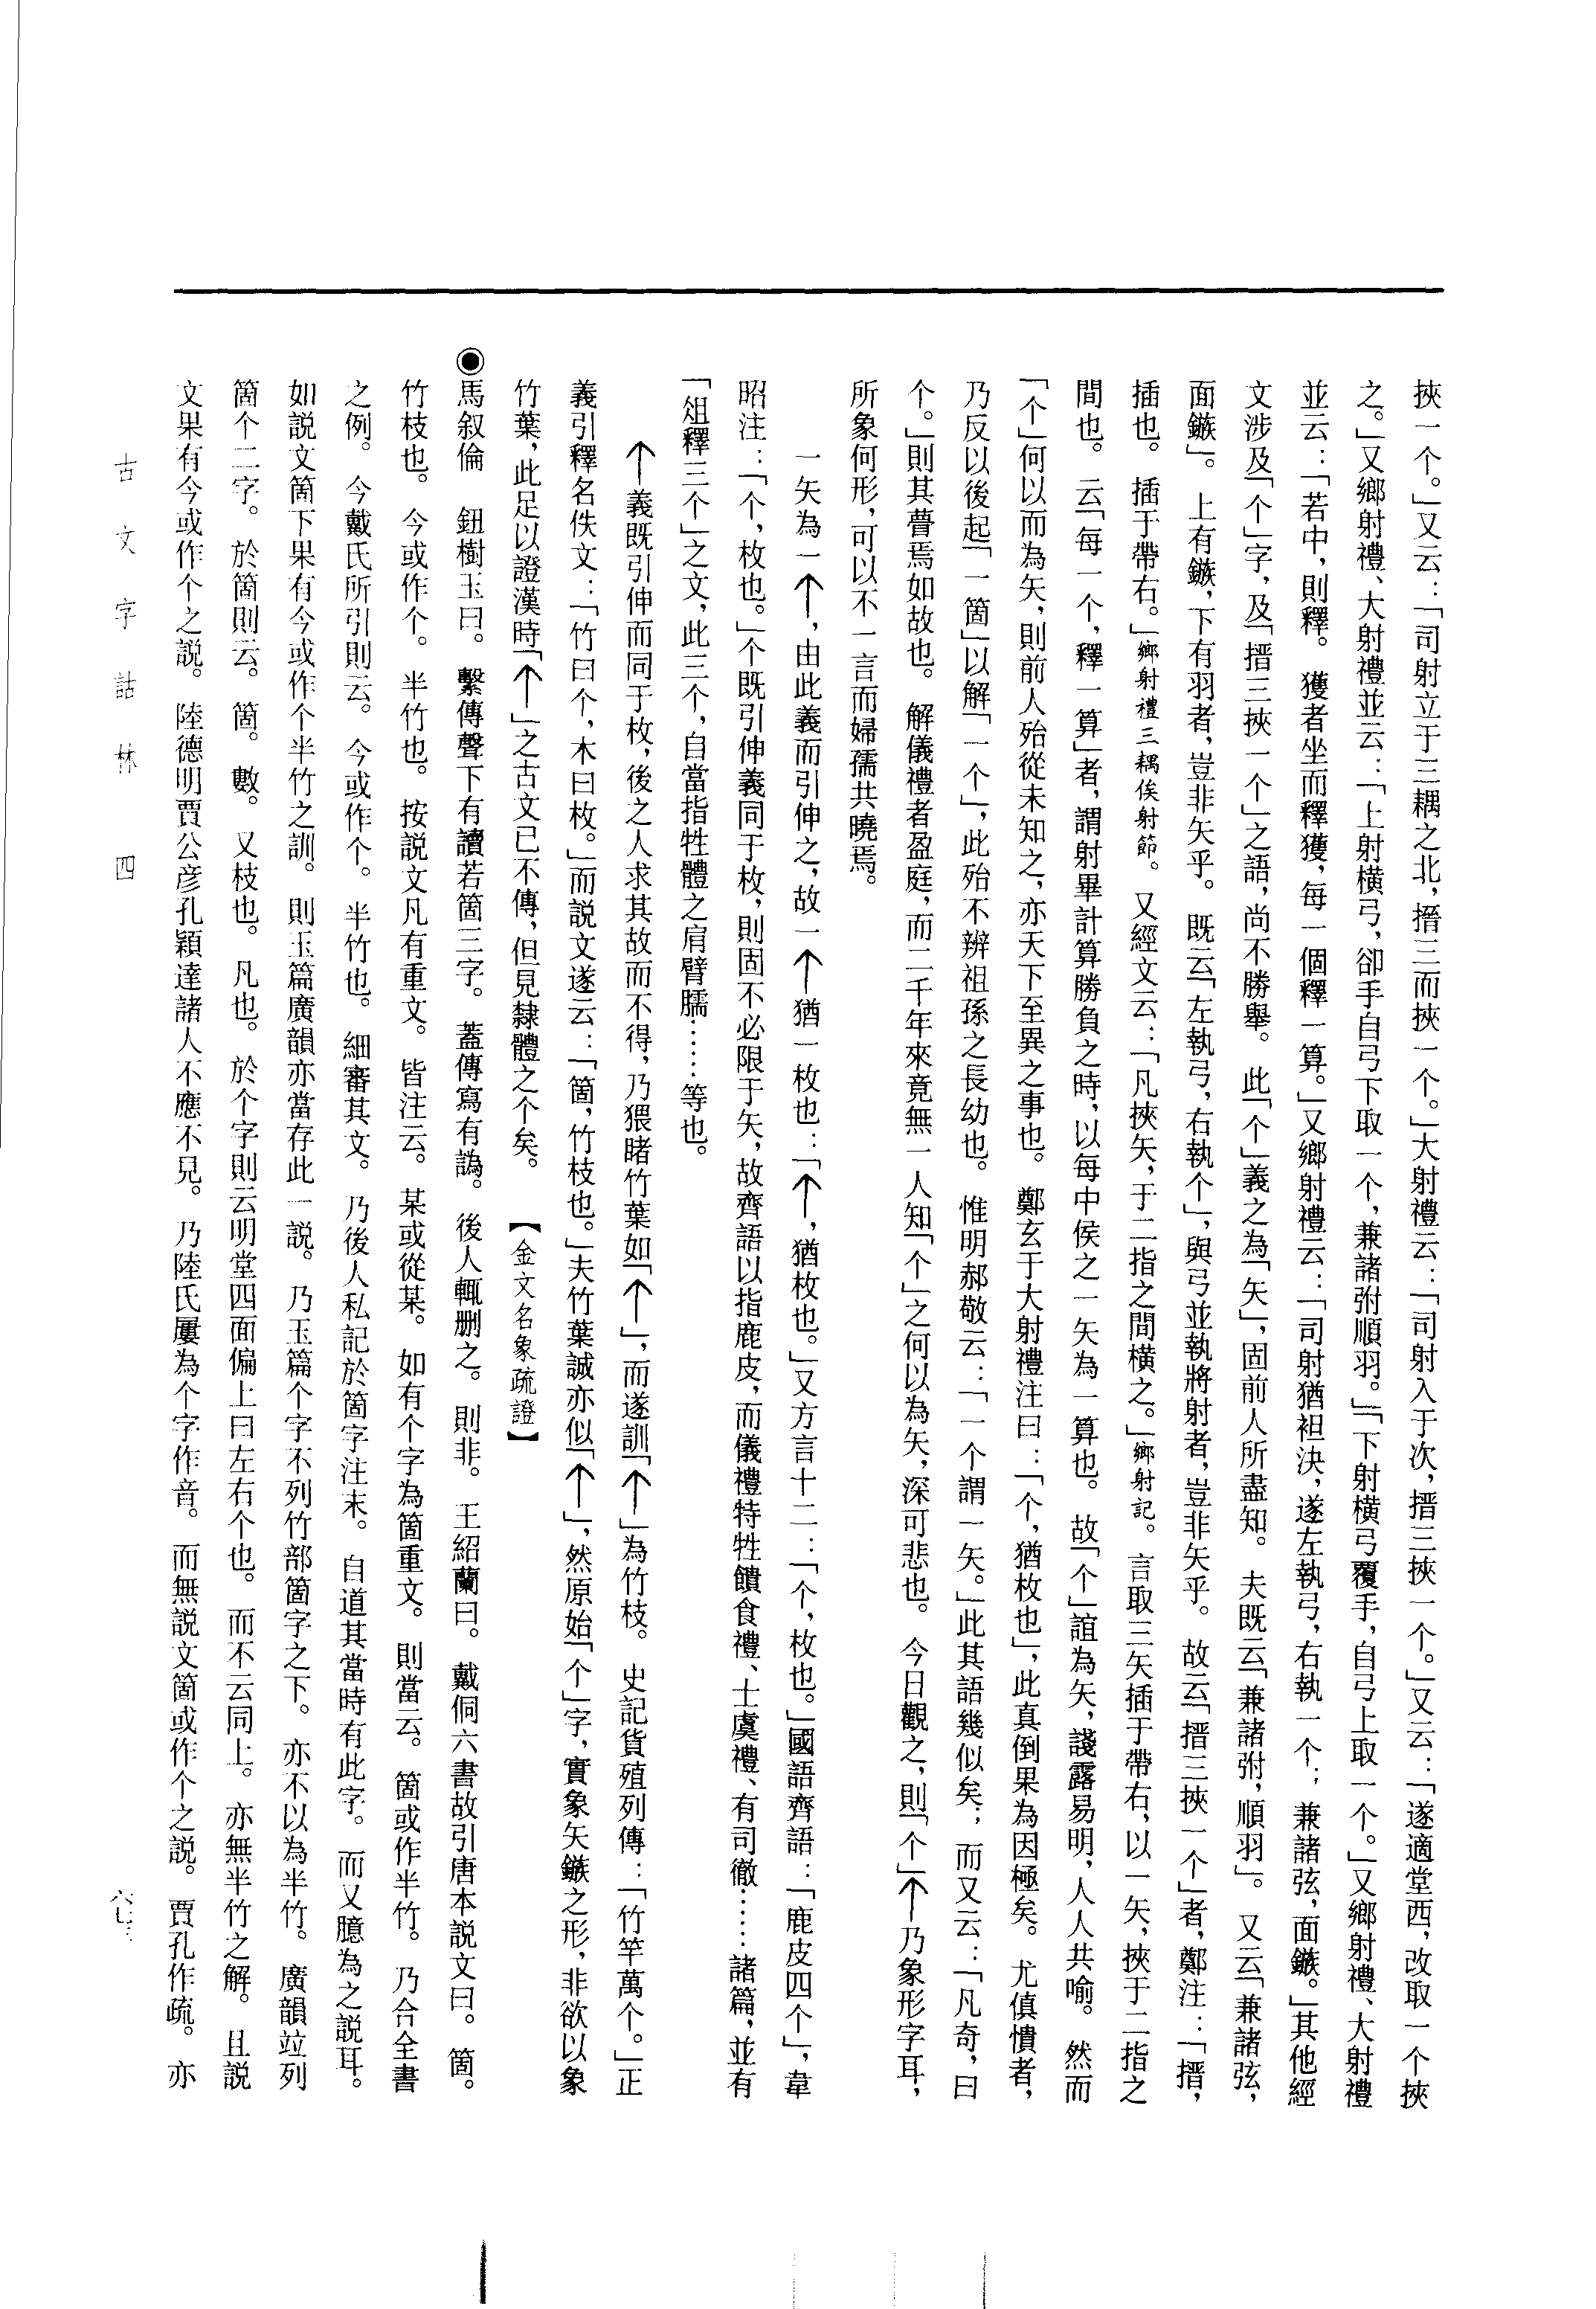 挾一个。」又云：「司射立于三耦之北，搢三而挾一个。」大射禮云：「司射入于次，搢三挾一个。」又云：「遂適堂西，改取一个挾
之。」又鄉射禮、大射禮並云：「上射橫弓，卻手自弓下取一个，兼諸弣順羽。」「下射橫弓覆手，自弓上取一个。」又鄉射禮、大射禮
並云：「若中，則釋。獲者坐而釋獲，每一個釋一算。」又鄉射禮云：「司射猶袒決，遂左執弓，右執一个；兼諸弦，面鏃。」其他經
文涉及「个」字，及「搢三挾一个」之語，尚不勝舉。此「个」義之為「矢」，固前人所盡知。夫既云「兼諸弣，順羽」。又云「兼諸弦，
面鏃」。上有鏃，下有羽者，豈非矢乎。既云「左執弓，右執个」，與弓並執將射者，豈非矢乎。故云「搢三挾一个」者，鄭注：「搢，
插也。插于帶右。」鄉射禮三耦俟射節。又經文云：「凡挾矢，于二指之間橫之。」鄉射記。言取三矢插于帶右，以一矢，挾于二指之
間也。云「每一个，釋一算」者，謂射畢計算勝負之時，以每中侯之一矢為一算也。故「个」誼為矢，淺露易明，人人共喻。然而
「个」何以而為矢，則前人殆從未知之，亦天下至異之事也。鄭玄于大射禮注曰：「个，猶枚也」，此真倒果為因極矣。尤傎憒者，
乃反以後起「一箇」以解「一个」，此殆不辨祖孫之長幼也。惟明郝敬云：「一个謂一矢。」此其語幾似矣；而又云：「凡奇，曰
个。」則其瞢焉如故也。解儀禮者盈庭，而二千年來竟無一人知「个」之何以為矢，深可悲也。今日觀之，則「个」↑乃象形字耳，
所象何形，可以不一言而婦孺共曉焉。
一矢為一↑，由此義而引伸之，故一↑猶一枚也：「↑，猶枚也。」又方言十二：「个，枚也。」國語齊語：「鹿皮四个」，韋
昭注：「个，枚也。」个既引伸義同于枚，則固不必限于矢，故齊語以指鹿皮，而儀禮特牲饋食禮、士虞禮、有司徹……諸篇，並有
「俎釋三个」之文，此三个，自當指牲體之肩臂臑……等也。
↑義既引伸而同于枚，後之人求其故而不得，乃猥睹竹葉如「↑」，而遂訓「↑」為竹枝。史記貨殖列傳：「竹竿萬个。」正
義引釋名佚文：「竹曰个，木曰枚。」而説文遂云：「箇，竹枝也。」夫竹葉誠亦似「↑」，然原始「个」字，實象矢鏃之形，非欲以象
竹葉，此足以證漢時「↑」之古文已不傳，但見隸體之个矣。【金文名象疏證】
◉馬叙倫　鈕樹玉曰。繫傳聲下有讀若箇三字。蓋傳寫有譌。後人輒刪之。則非。王紹蘭曰。戴侗六書故引唐本説文曰。箇。
竹枝也。今或作个。半竹也。按説文凡有重文。皆注云。某或從某。如有个字為箇重文。則當云。箇或作半竹。乃合全書
之例。今戴氏所引則云。今或作个。半竹也。細審其文。乃後人私記於箇字注末。自道其當時有此字。而又臆為之説耳。
如説文箇下果有今或作个半竹之訓。則玉篇廣韻亦當存此一説。乃玉篇个字不列竹部箇字之下。亦不以為半竹。廣韻竝列
箇个二字。於箇則云。箇。數。又枝也。凡也。於个字則云明堂四面偏上曰左右个也。而不云同上。亦無半竹之解。且説
文果有今或作个之説。陸德明賈公彥孔穎達諸人不應不見。乃陸氏屢為个字作音。而無説文箇或作个之説。賈孔作疏。亦
古文字詁林　四
六七三